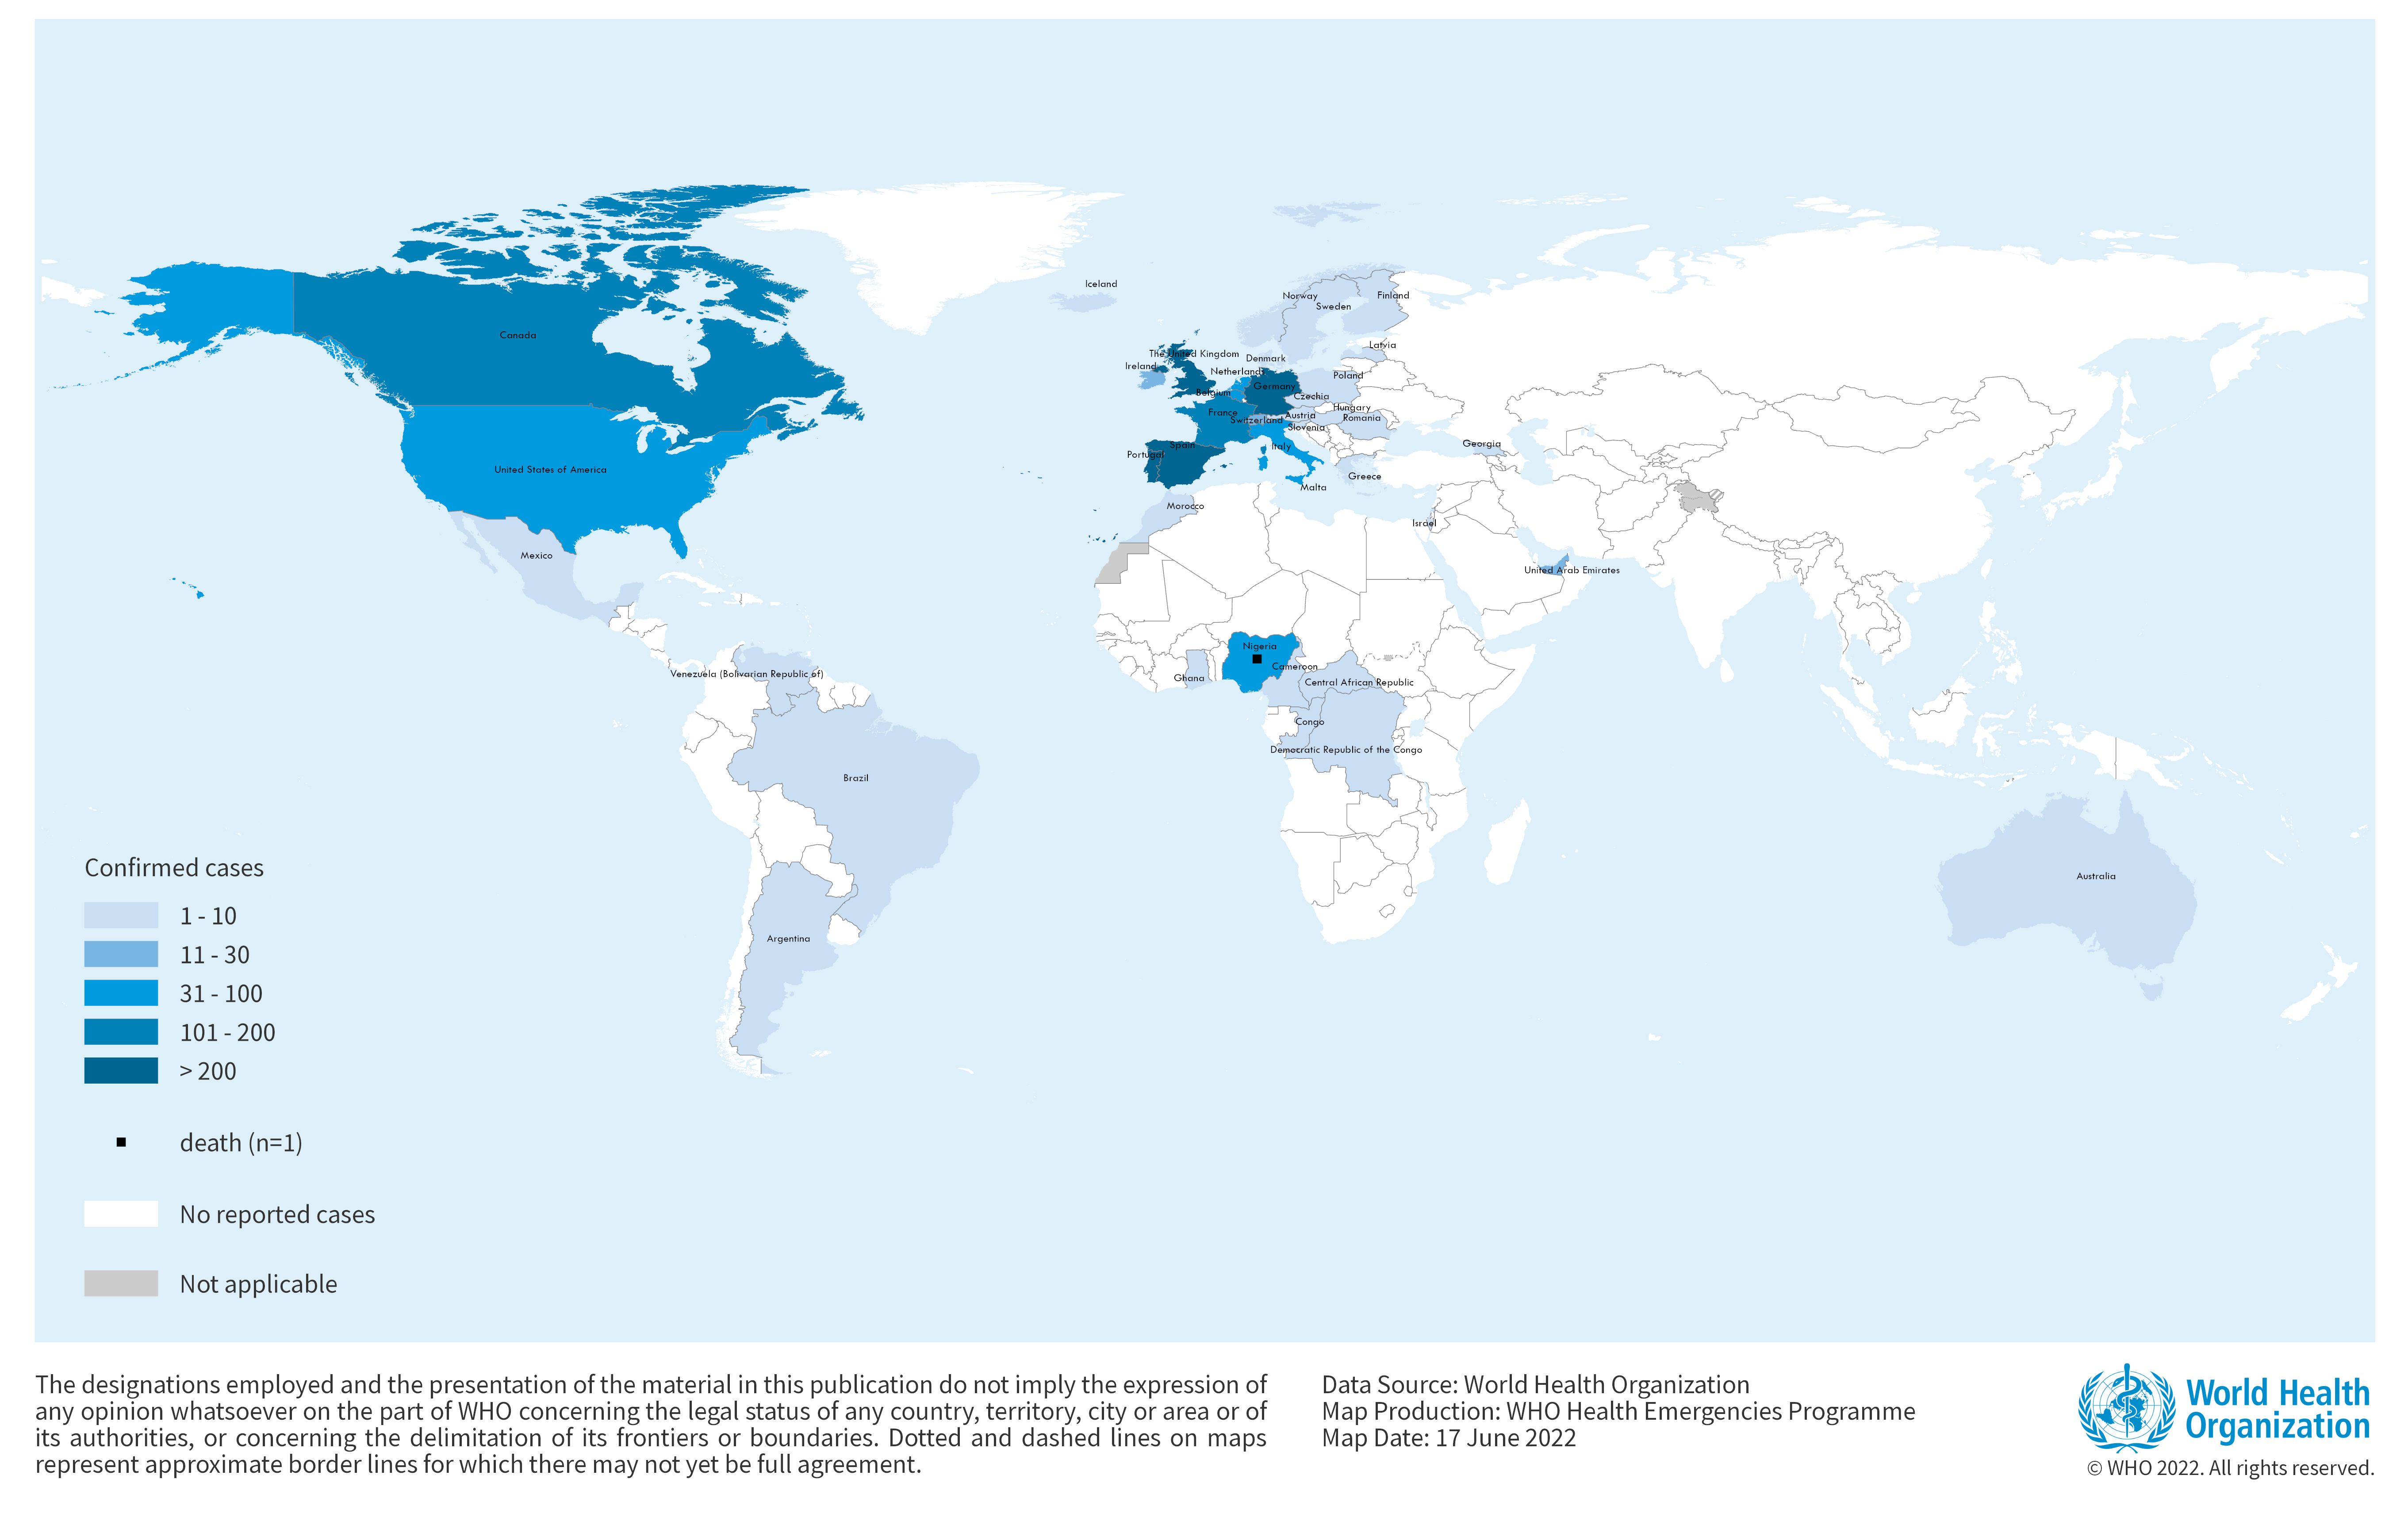 Iceland
Norway
Finland
Sweden
Canada
Latvia
The United Kingdom
Denmark
Ireland
Netherlands
Poland
Germany
Belgium
Czechia
Hungary
France
Austria
Romania
Switzerland
Slovenia
Spain
Italy
Georgia
Portugal
United States of America
Greece
Malta
Morocco
Israel
Mexico
United Arab Emirates
Nigeria
Cameroon
Venezuela (Bolivarian Republic of)
Ghana
Central African Republic
Congo
Democratic Republic of the Congo
Brazil
Australia
Argentina
Confirmed cases
1 - 10
11 - 30
31 - 100
101 - 200
> 200
death (n=1)
No reported cases
Not applicable
The designations employed and the presentation of the material in this publication do not imply the expression of
any opinion whatsoever on the part of WHO concerning the legal status of any country, territory, city or area or of
its authorities, or concerning the delimitation of its frontiers or boundaries. Dotted and dashed lines on maps
represent approximate border lines for which there may not yet be full agreement.
Data Source: World Health Organization
Map Production: WHO Health Emergencies Programme
Map Date: 17 June 2022
World Health
Organization
© WHO 2022. All rights reserved.